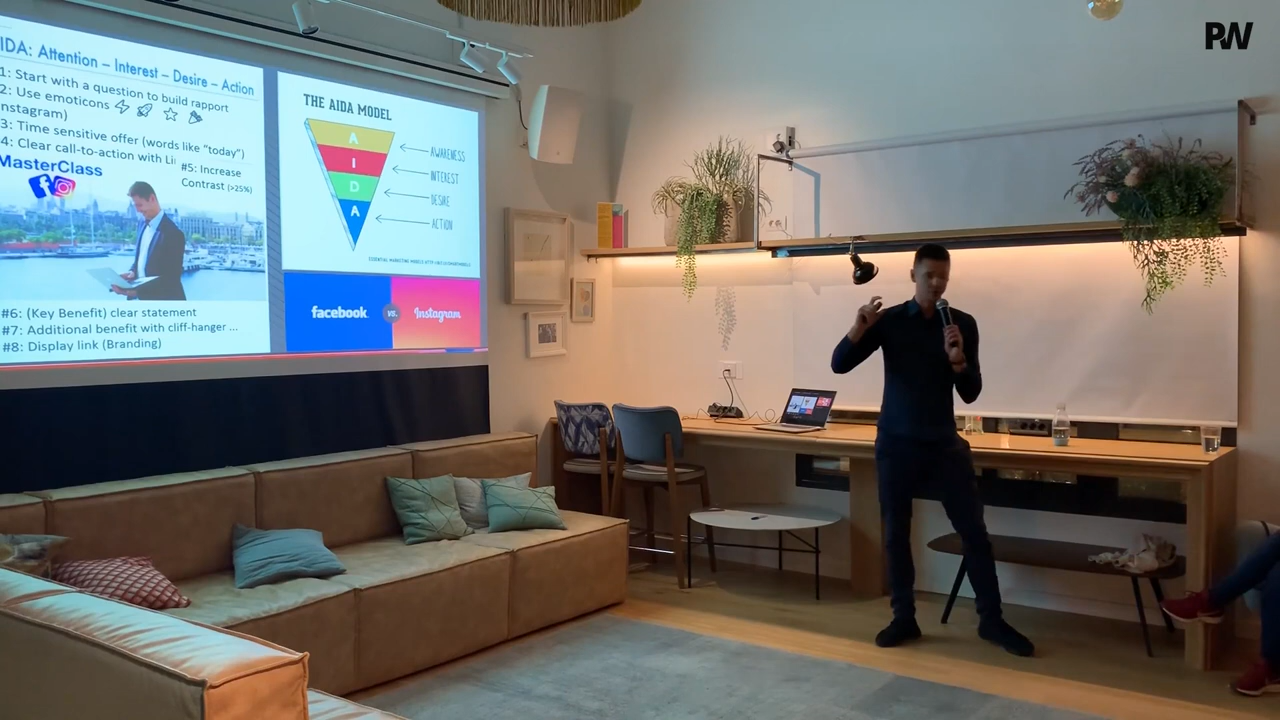 IDA: Attention – Interest – Desire – Action
1: Start with a question to build rapport
2: Use emoticons
nstagram)
3: Time sensitive offer (words like “today”)
4: Clear call-to-action with Li
#5: Increase
Contrast (>25%)
MasterClass
#6: (Key Benefit) clear statement
#7: Additional benefit with cliff-hanger ...
#8: Display link (Branding)
THE AIDA MODEL
A
I
D
A
AWARENESS
INTEREST
DESIRE
ACTION
facebook
VS.
Instagram
PW